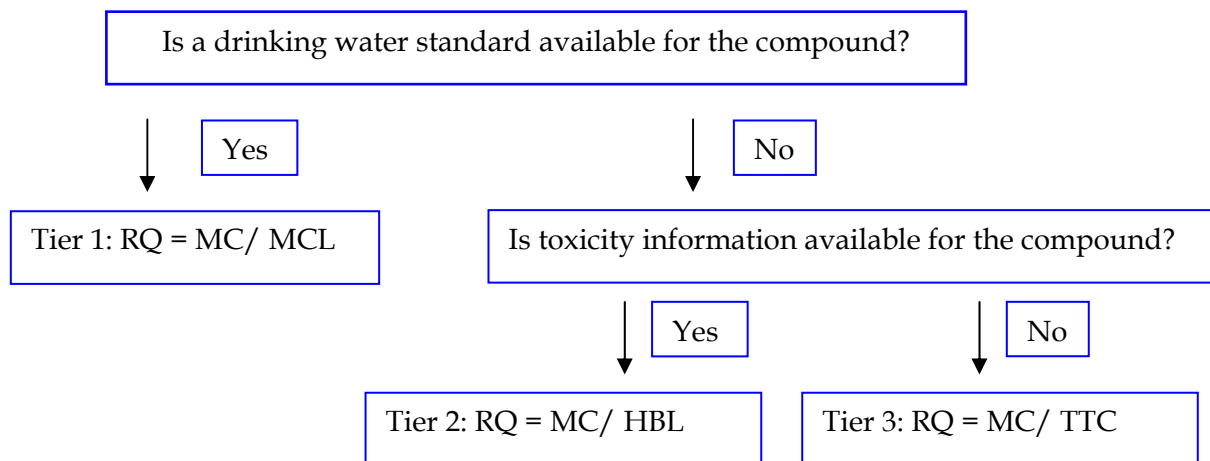 Is a drinking water standard available for the compound?
Yes
No
Tier 1: RQ = MC/ MCL
Is toxicity information available for the compound?
Yes
No
Tier 2: RQ = MC/ HBL
Tier 3: RQ = MC/ TTC